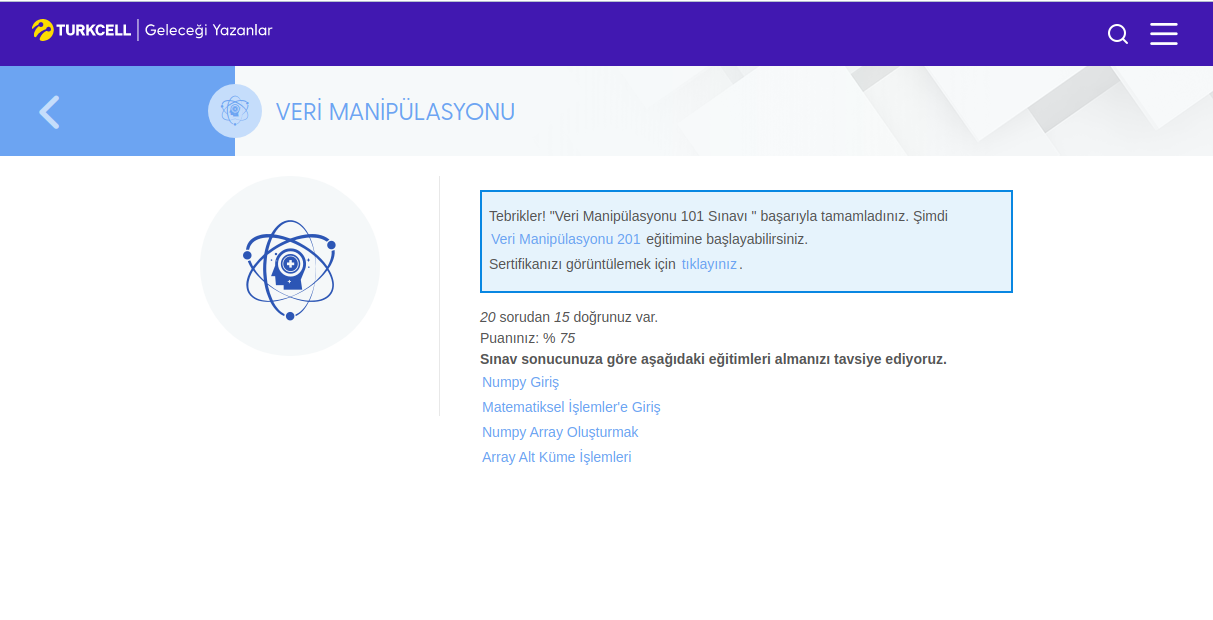 TURKCELL Geleceği Yazanlar
VERİ MANİPÜLASYONU
Tebrikler! "Veri Manipülasyonu 101 Sınavı " başarıyla tamamladınız. Şimdi
Veri Manipülasyonu 201 eğitimine başlayabilirsiniz.
Sertifikanızı görüntülemek için tıklayınız .
20 sorudan 15 doğrunuz var.
Puanınız: % 75
Sınav sonucunuza göre aşağıdaki eğitimleri almanızı tavsiye ediyoruz.
Numpy Giriş
Matematiksel İşlemler'e Giriş
Numpy Array Oluşturmak
Array Alt Küme İşlemleri